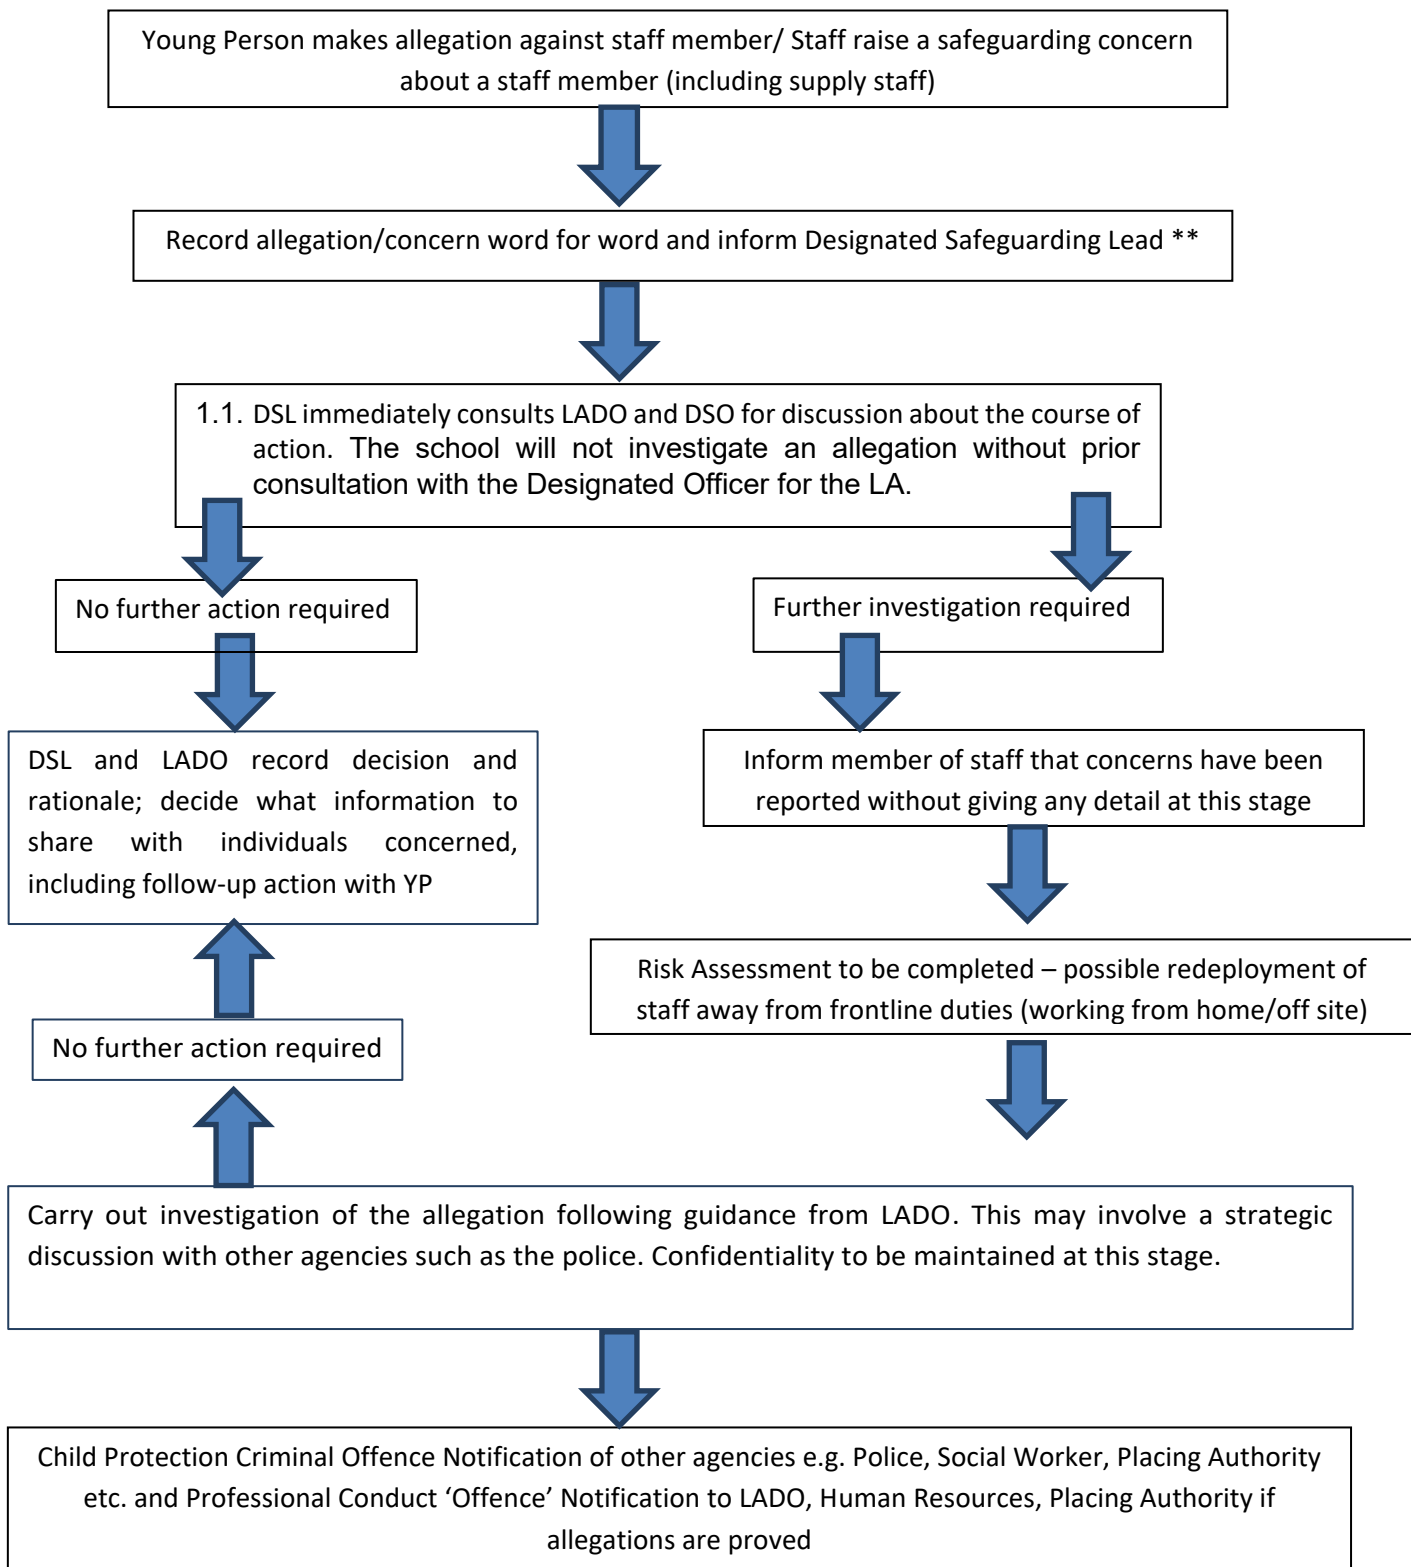 Young Person makes allegation against staff member/ Staff raise a safeguarding concern
about a staff member (including supply staff)
Record allegation/concern word for word and inform Designated Safeguarding Lead **
1.1. DSL immediately consults LADO and DSO for discussion about the course of
action. The school will not investigate an allegation without prior
consultation with the Designated Officer for the LA.
No further action required
Further investigation required
DSL and LADO record decision and
rationale; decide what information to
share with individuals concerned,
including follow-up action with YP
Inform member of staff that concerns have been
reported without giving any detail at this stage
Risk Assessment to be completed – possible redeployment of
staff away from frontline duties (working from home/off site)
No further action required
Carry out investigation of the allegation following guidance from LADO. This may involve a strategic
discussion with other agencies such as the police. Confidentiality to be maintained at this stage.
Child Protection Criminal Offence Notification of other agencies e.g. Police, Social Worker, Placing Authority
etc. and Professional Conduct ‘Offence’ Notification to LADO, Human Resources, Placing Authority if
allegations are proved